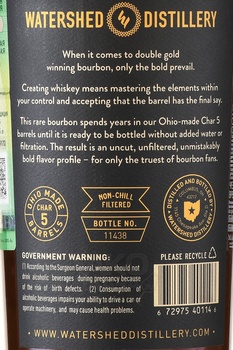 WATERSHED
DISTILLERY
When it comes to double gold
winning bourbon, only the bold prevail.
Creating whiskey means mastering the elements within
your control and accepting that the barrel has the final say.
This rare bourbon spends years in our Ohio-made Char 5
barrels until it is ready to be bottled without added water or
filtration. The result is an uncut, unfiltered, unmistakably
bold flavor profile – for only the truest of bourbon fans.
OHIO MADE
CHAR
5
BARRELS
NON-CHILL
FILTERED
BOTTLE NO.
11438
DISTILLED AND BOTTLED BY
COLUMBUS
WATERSHED DISTILLERY
GOVERNMENT WARNING:
(1) According to the Surgeon General, women should not
drink alcoholic beverages during pregnancy because of
the risk of birth defects. (2) Consumption of
alcoholic beverages impairs your ability to drive a car or
operate machinery, and may cause health problems.
PLEASE RECYCLE
6 72975 40114 6
WWW.WATERSHEDDISTILLERY.COM